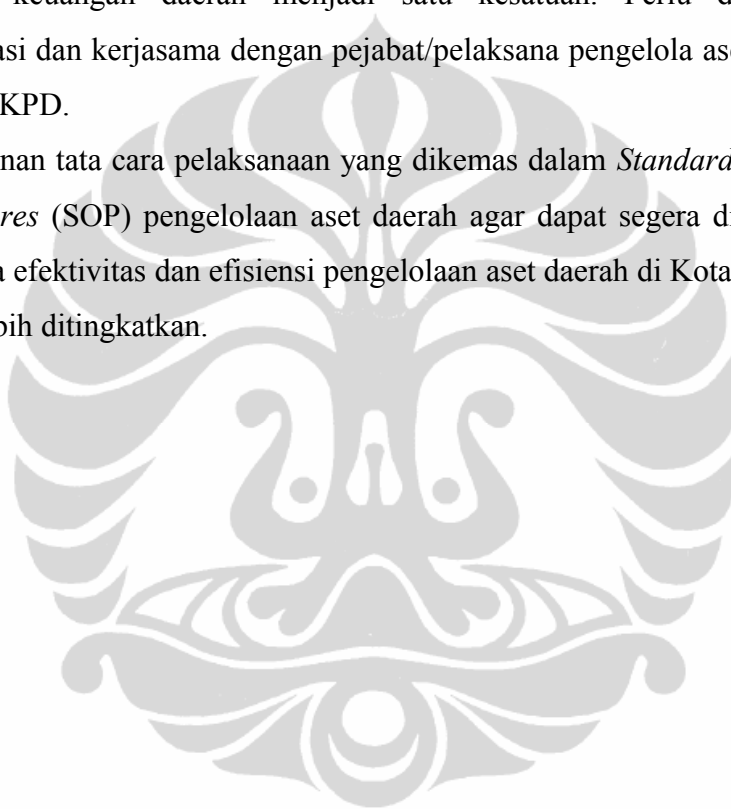 keuangan daerah menjadi satu kesatuan. Perlu d
asi dan kerjasama dengan pejabat/pelaksana pengelola as
KPD.
nan tata cara pelaksanaan yang dikemas dalam Standard
res (SOP) pengelolaan aset daerah agar dapat segera di
a efektivitas dan efisiensi pengelolaan aset daerah di Kota
bih ditingkatkan.